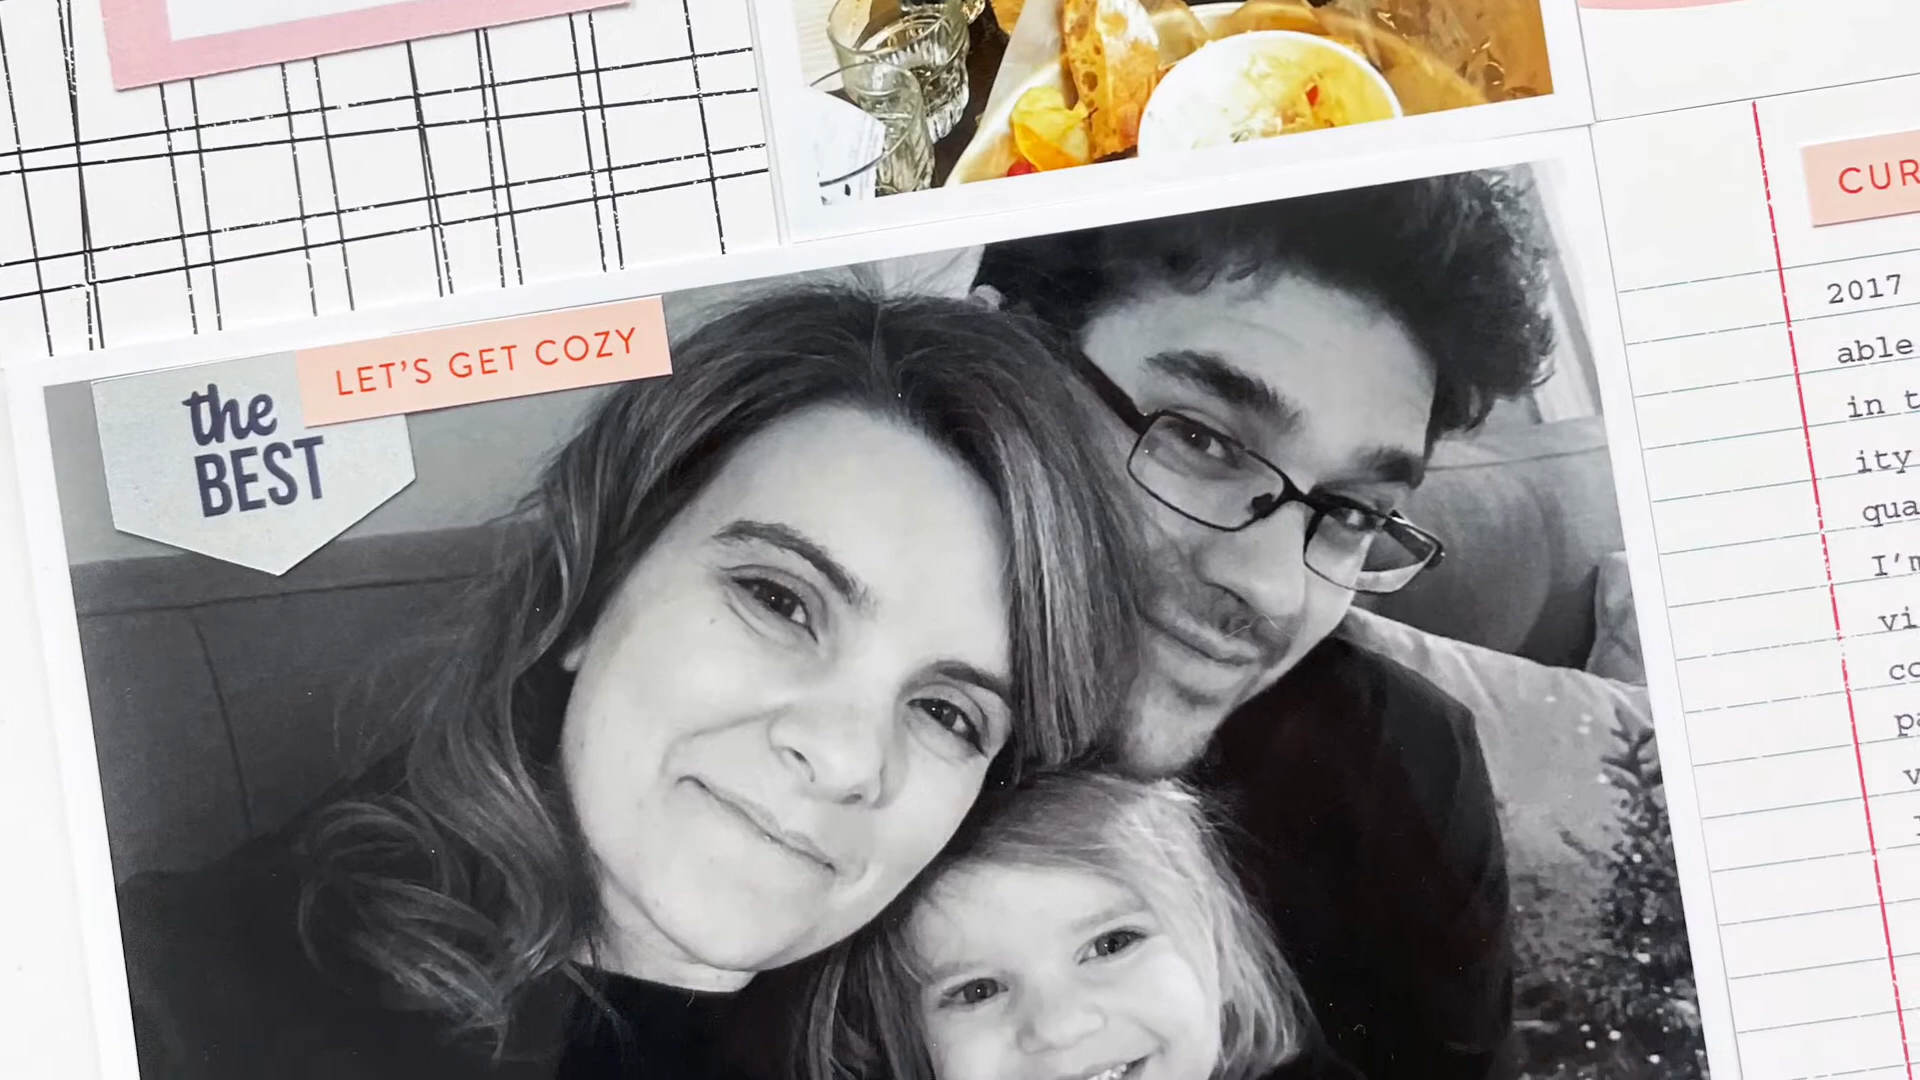 LET'S GET COZY
the
BEST
CUR
2017
able
in t
ity
qua
I'm
vi
co
pa
v